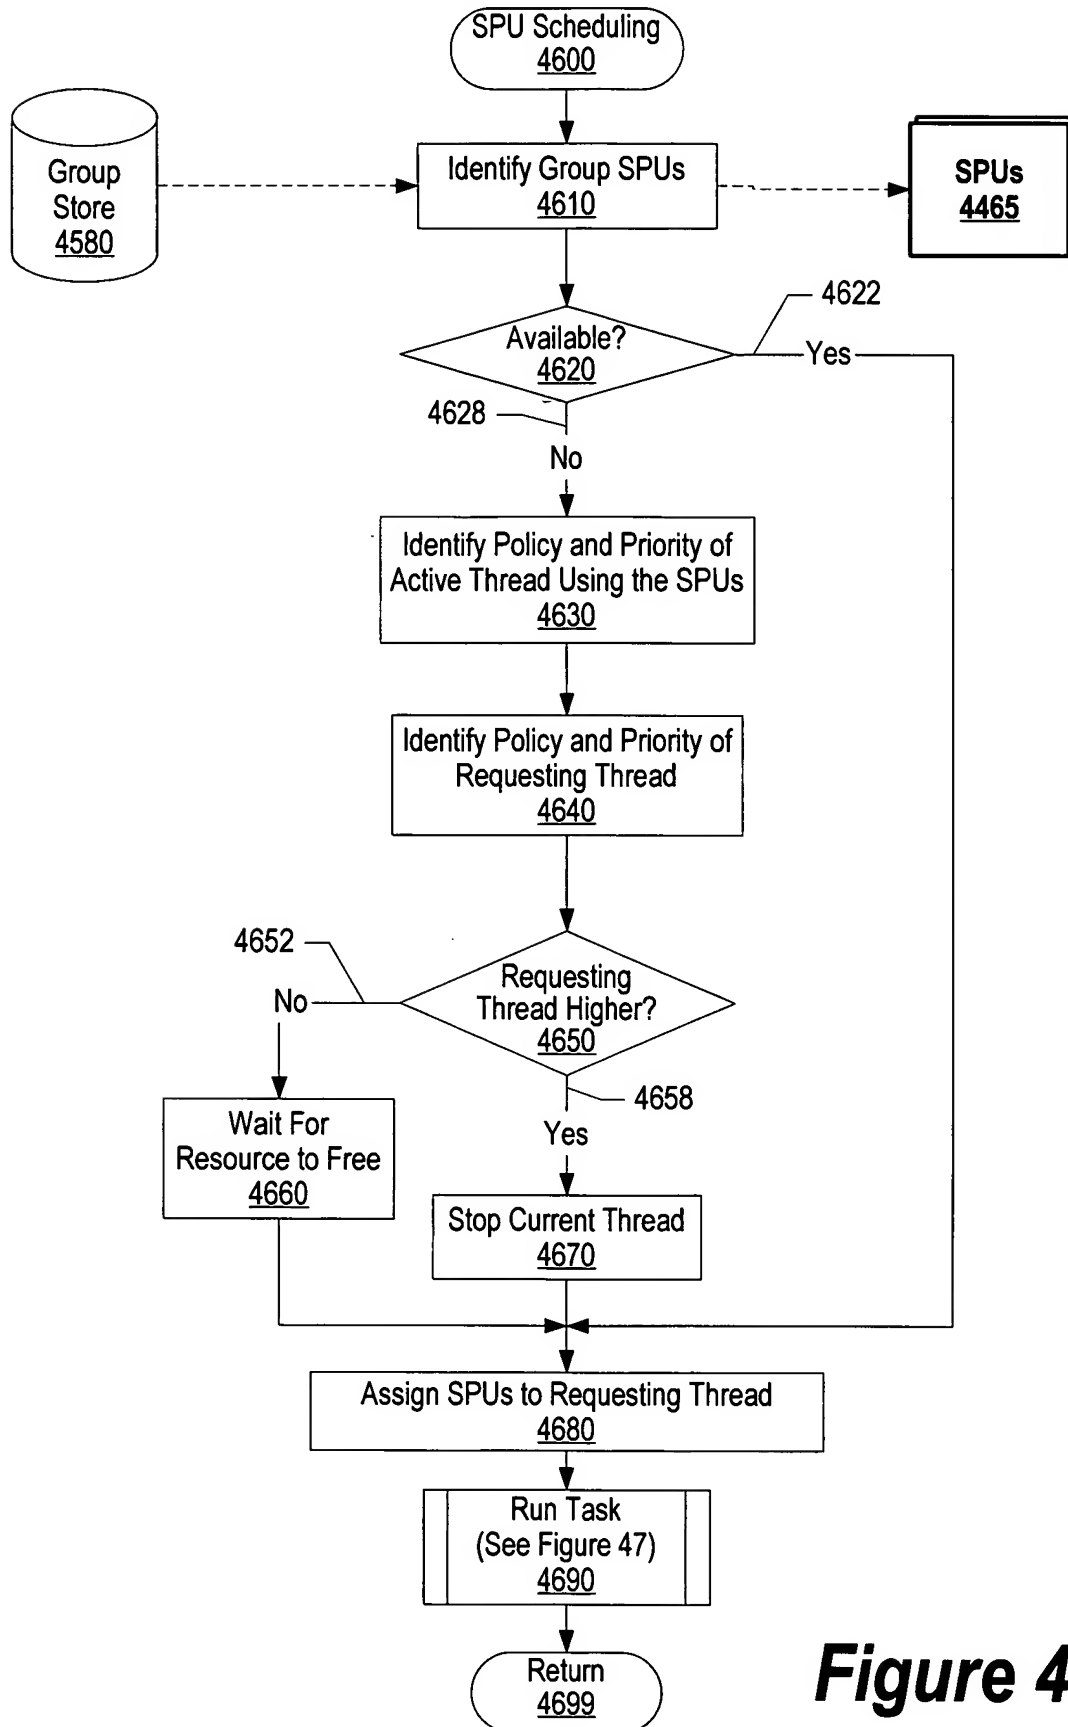 SPU Scheduling
4600
Group
Store
4580
Identify Group SPUs
4610
SPUs
4465
4622
Available?
4620
Yes
4628
No
Identify Policy and Priority of
Active Thread Using the SPUs
4630
Identify Policy and Priority of
Requesting Thread
4640
4652
Requesting
Thread Higher?
4650
No
4658
Yes
Wait For
Resource to Free
4660
Stop Current Thread
4670
Assign SPUs to Requesting Thread
4680
Run Task
(See Figure 47)
4690
Return
4699
Figure 4